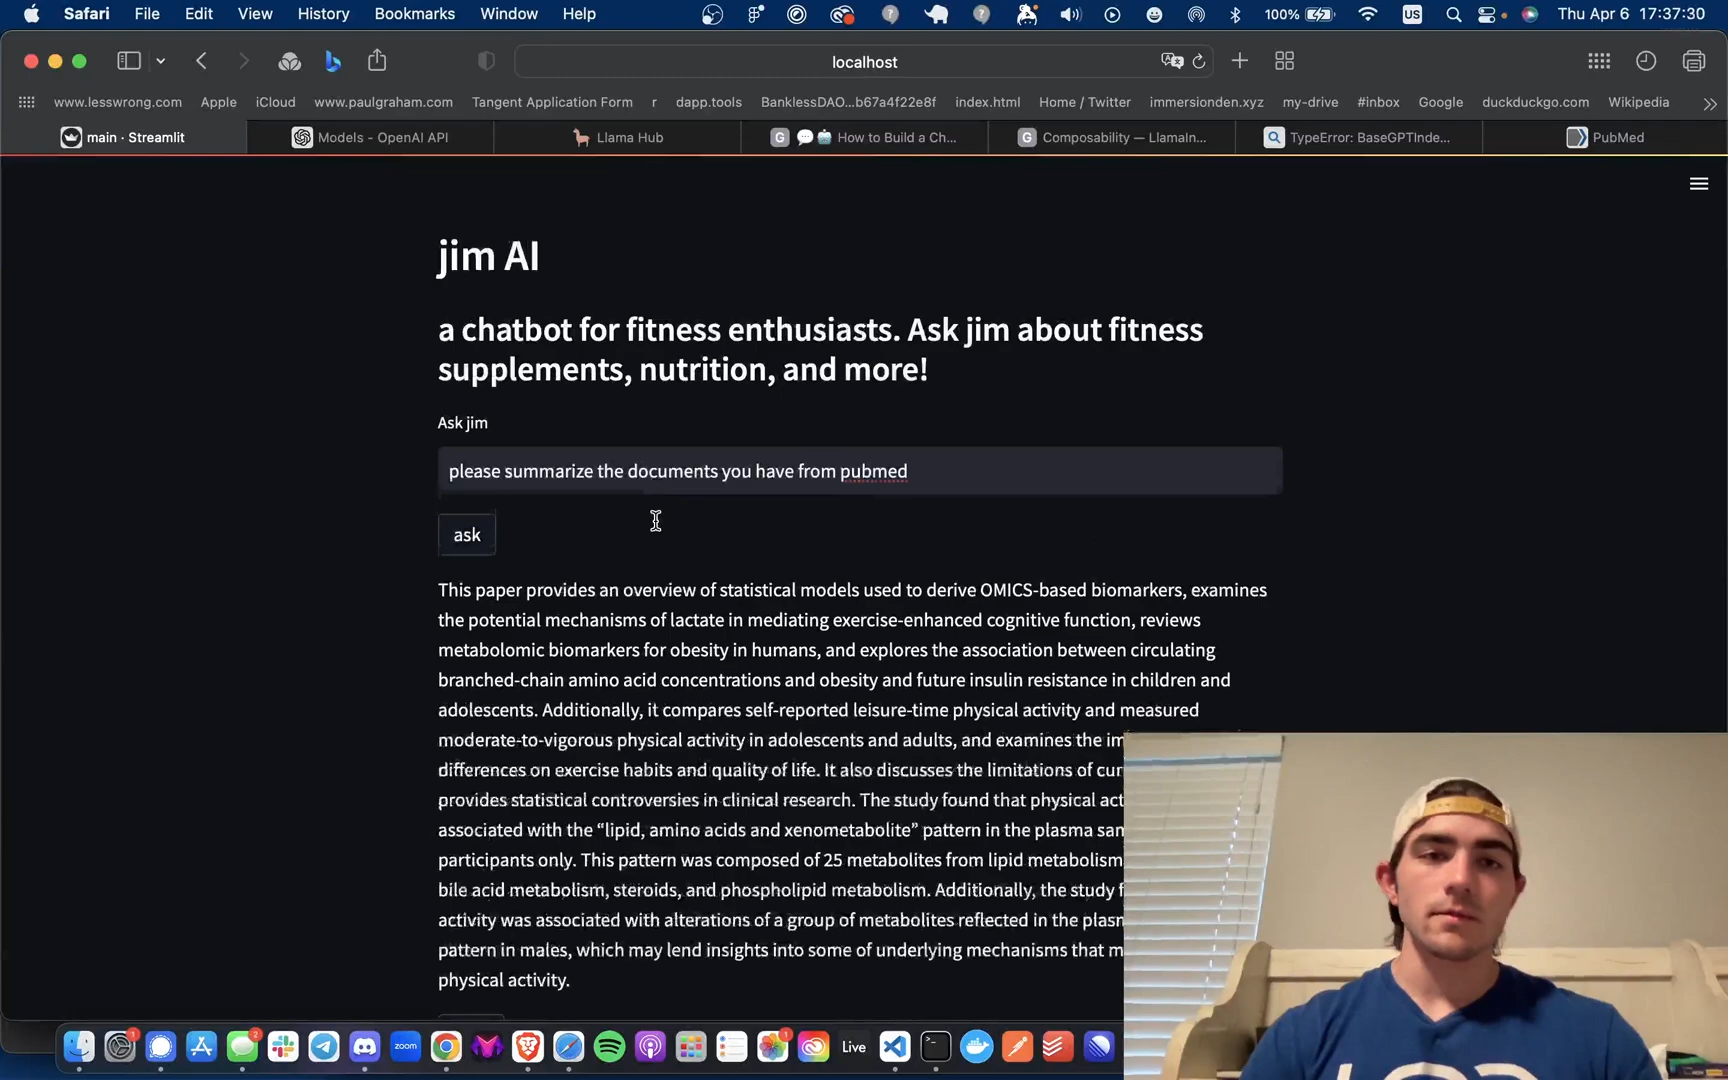 Safari File Edit View History Bookmarks Window Help 100% US Thu Apr 6 17:37:30
localhost
www.lesswrong.com Apple iCloud www.paulgraham.com Tangent Application Form r dapp.tools BanklessDAO...b67a4f22e8f index.html Home / Twitter immersionden.xyz my-drive #inbox Google duckduckgo.com Wikipedia
main · Streamlit Models - OpenAI API Llama Hub G 💬🤖 How to Build a Ch... G Composability — LlamaIn... TypeError: BaseGPTInde... PubMed
jim AI
a chatbot for fitness enthusiasts. Ask jim about fitness
supplements, nutrition, and more!
Ask jim
please summarize the documents you have from pubmed
ask
This paper provides an overview of statistical models used to derive OMICS-based biomarkers, examines
the potential mechanisms of lactate in mediating exercise-enhanced cognitive function, reviews
metabolomic biomarkers for obesity in humans, and explores the association between circulating
branched-chain amino acid concentrations and obesity and future insulin resistance in children and
adolescents. Additionally, it compares self-reported leisure-time physical activity and measured
moderate-to-vigorous physical activity in adolescents and adults, and examines the im
differences on exercise habits and quality of life. It also discusses the limitations of cur
provides statistical controversies in clinical research. The study found that physical act
associated with the “lipid, amino acids and xenometabolite” pattern in the plasma sam
participants only. This pattern was composed of 25 metabolites from lipid metabolism
bile acid metabolism, steroids, and phospholipid metabolism. Additionally, the study f
activity was associated with alterations of a group of metabolites reflected in the plasm
pattern in males, which may lend insights into some of underlying mechanisms that m
physical activity.
1 2 zoom 1 Live